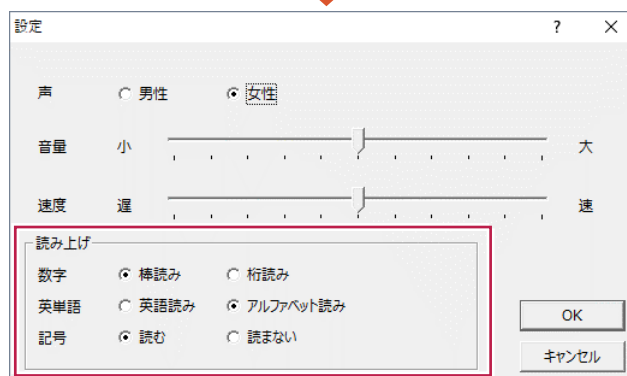 設定 ? ×
声 男性 女性
音量 小 大
速度 遅 速
読み上げ
数字 棒読み 桁読み
英単語 英語読み アルファベット読み
記号 読む 読まない
OK
キャンセル